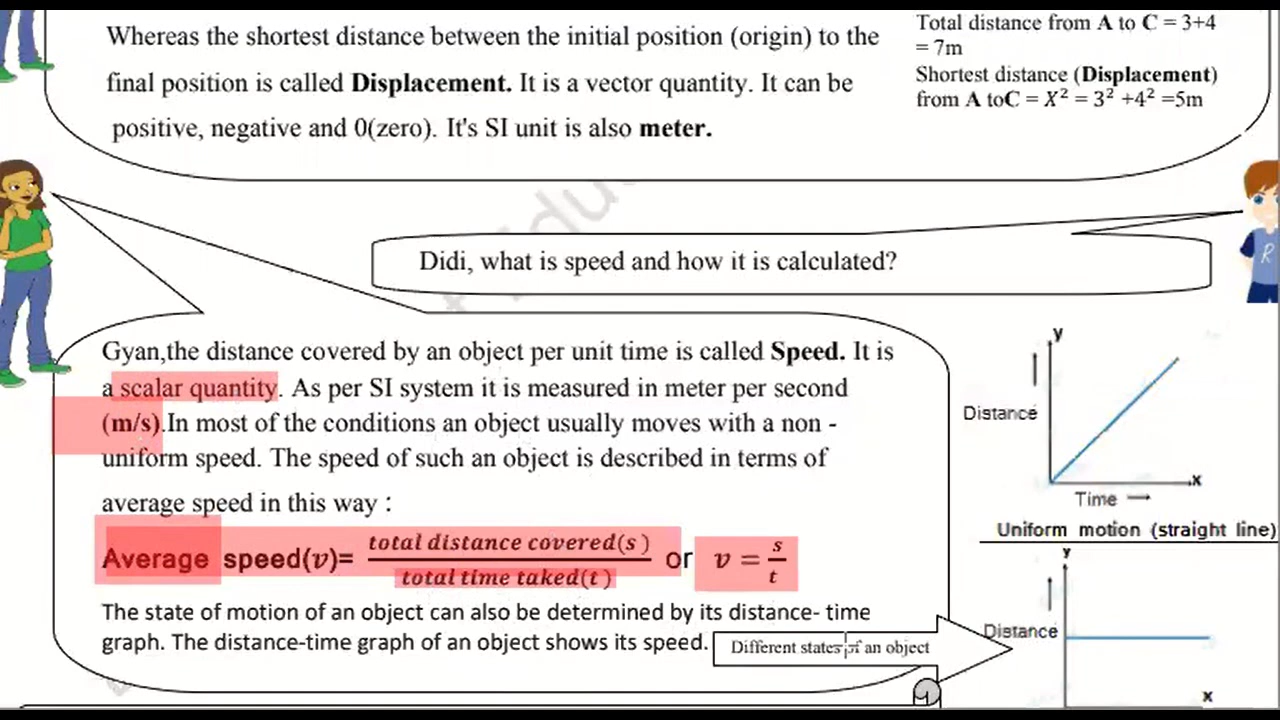 Total distance from A to C = 3+4
= 7m
Shortest distance (Displacement)
from A toC = X² = 3² +4² =5m
Whereas the shortest distance between the initial position (origin) to the
final position is called Displacement. It is a vector quantity. It can be
positive, negative and 0(zero). It's SI unit is also meter.
Didi, what is speed and how it is calculated?
R
Gyan,the distance covered by an object per unit time is called Speed. It is
a scalar quantity. As per SI system it is measured in meter per second
(m/s).In most of the conditions an object usually moves with a non -
uniform speed. The speed of such an object is described in terms of
average speed in this way :
Average speed(v)= total distance covered(s) / total time taked(t) or v = s/t
The state of motion of an object can also be determined by its distance- time
graph. The distance-time graph of an object shows its speed.
Different states of an object
y
Distance
x
Time
Uniform motion (straight line)
y
Distance
x